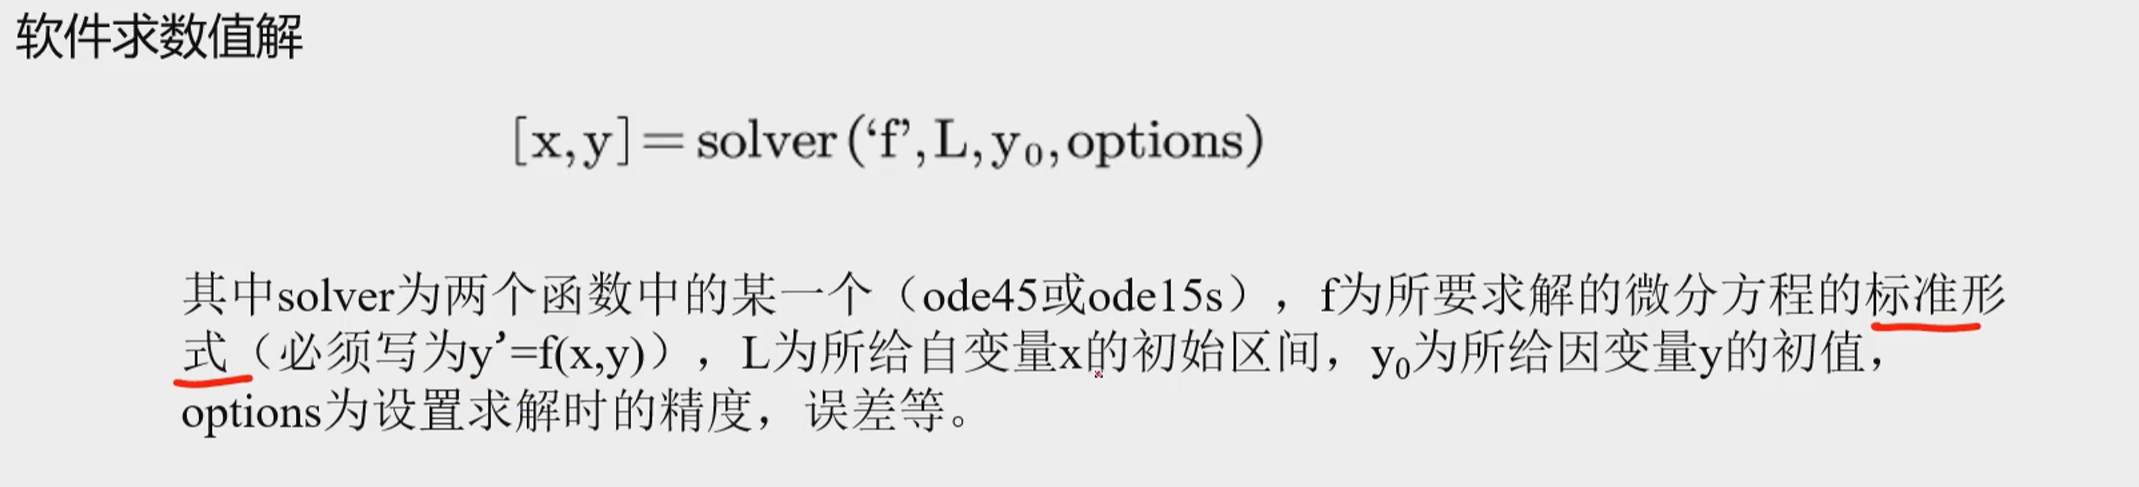 软件求数值解
[x,y]=solver(‘f’,L,y₀,options)
其中solver为两个函数中的某一个（ode45或ode15s），f为所要求解的微分方程的标准形
式（必须写为y’=f(x,y)），L为所给自变量x的初始区间，y₀为所给因变量y的初值，
options为设置求解时的精度，误差等。